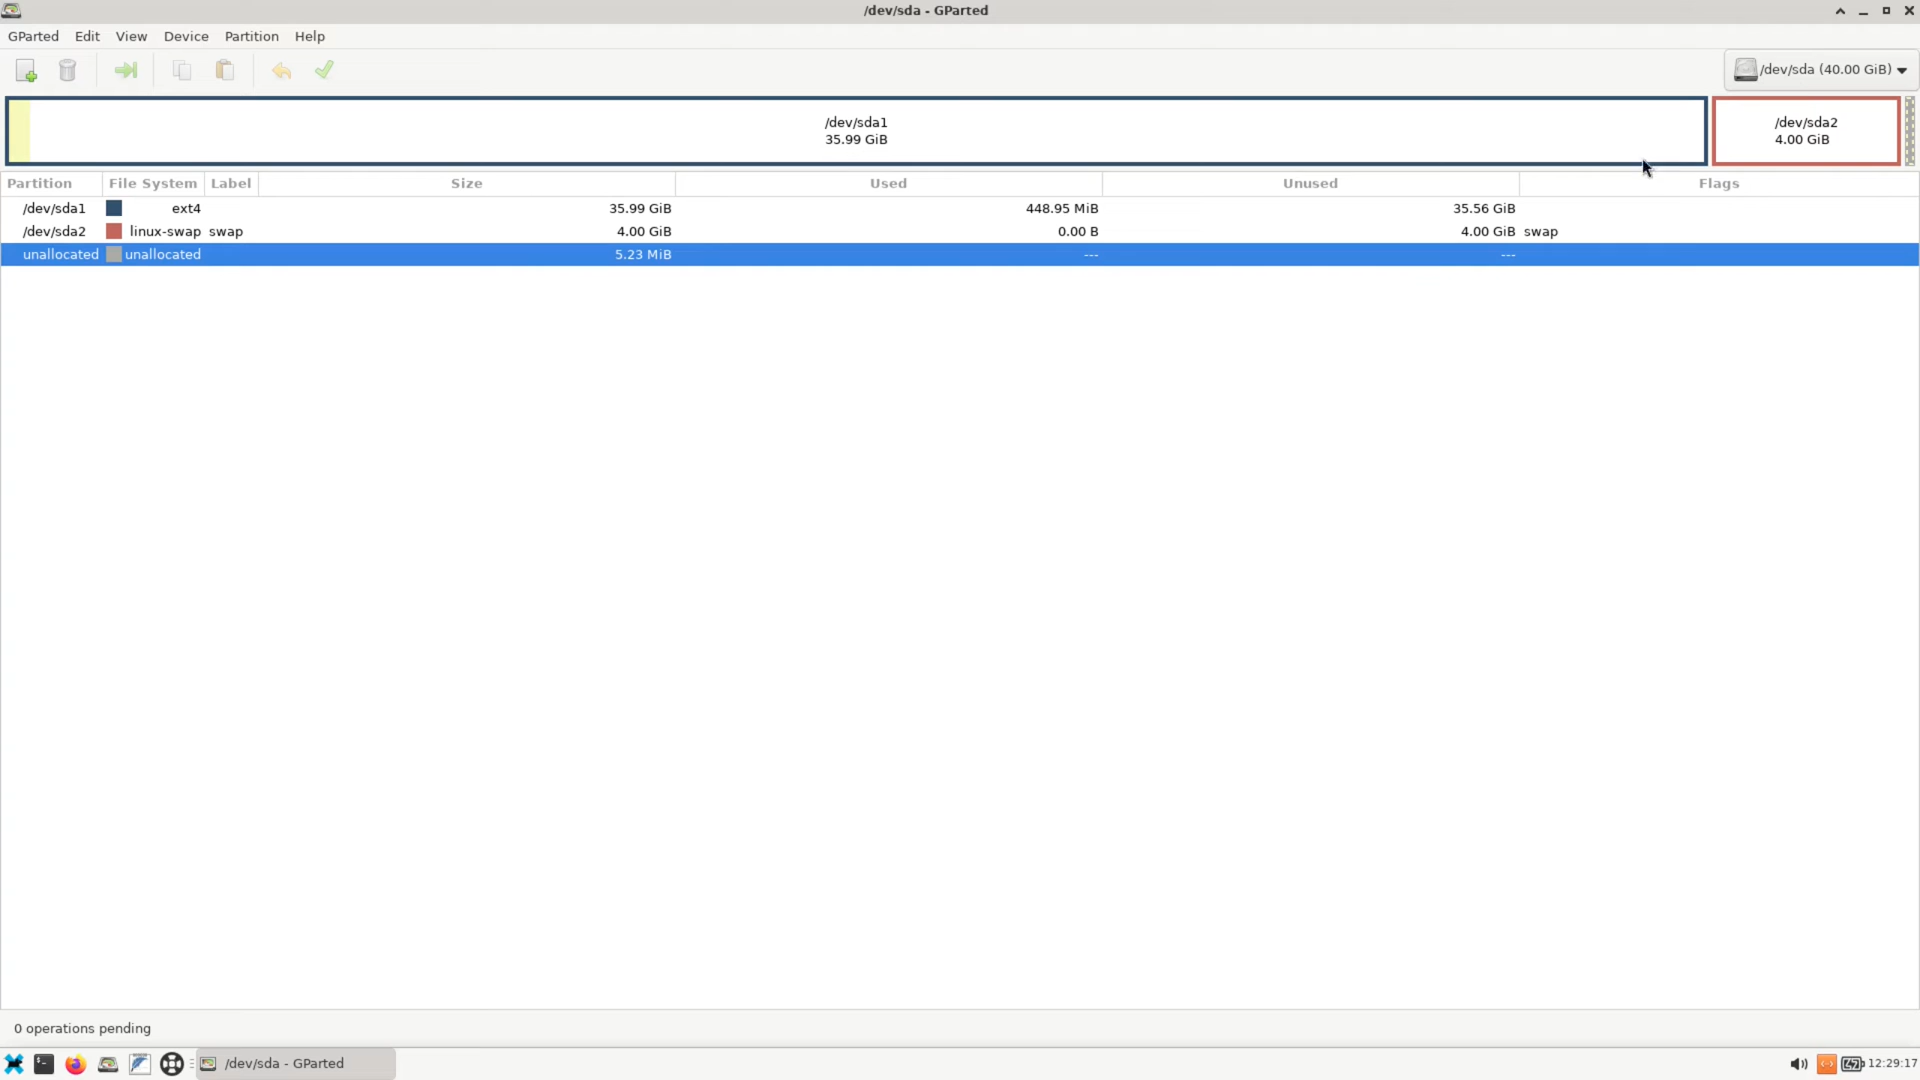 /dev/sda - GParted
GParted Edit View Device Partition Help
/dev/sda (40.00 GiB)
/dev/sda1
35.99 GiB
/dev/sda2
4.00 GiB
Partition File System Label Size Used Unused Flags
/dev/sda1 ext4 35.99 GiB 448.95 MiB 35.56 GiB
/dev/sda2 linux-swap swap 4.00 GiB 0.00 B 4.00 GiB swap
unallocated unallocated 5.23 MiB --- ---
0 operations pending
/dev/sda - GParted
12:29:17